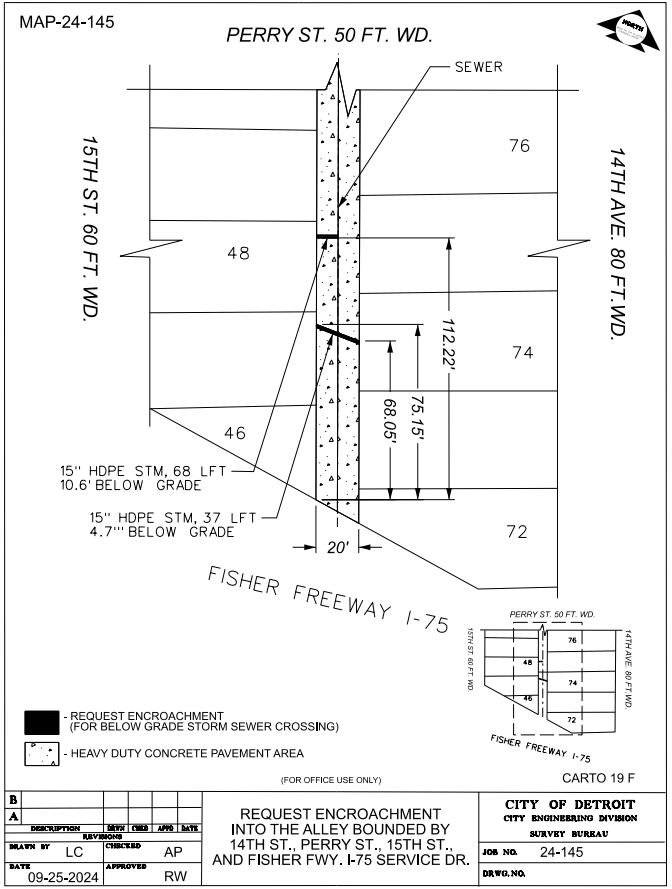 MAP-24-145
PERRY ST. 50 FT. WD.
NORTH
SEWER
15TH ST. 60 FT. WD.
14TH AVE. 80 FT.WD.
76
48
74
46
72
112.22'
75.15'
68.05'
15" HDPE STM, 68 LFT
10.6' BELOW GRADE
15" HDPE STM, 37 LFT
4.7'" BELOW GRADE
20'
FISHER FREEWAY I-75
PERRY ST. 50 FT. WD.
15TH ST. 60 FT. WD.
14TH AVE. 80 FT.WD.
76
48
74
46
72
FISHER FREEWAY I-75
- REQUEST ENCROACHMENT
(FOR BELOW GRADE STORM SEWER CROSSING)
- HEAVY DUTY CONCRETE PAVEMENT AREA
(FOR OFFICE USE ONLY)
CARTO 19 F
B
A
DESCRIPTION DRWN CHKD APPD DATE
REVISIONS
DRAWN BY LC
CHECKED AP
DATE 09-25-2024
APPROVED RW
REQUEST ENCROACHMENT
INTO THE ALLEY BOUNDED BY
14TH ST., PERRY ST., 15TH ST.,
AND FISHER FWY. I-75 SERVICE DR.
CITY OF DETROIT
CITY ENGINEERING DIVISION
SURVEY BUREAU
JOB NO. 24-145
DRWG. NO.